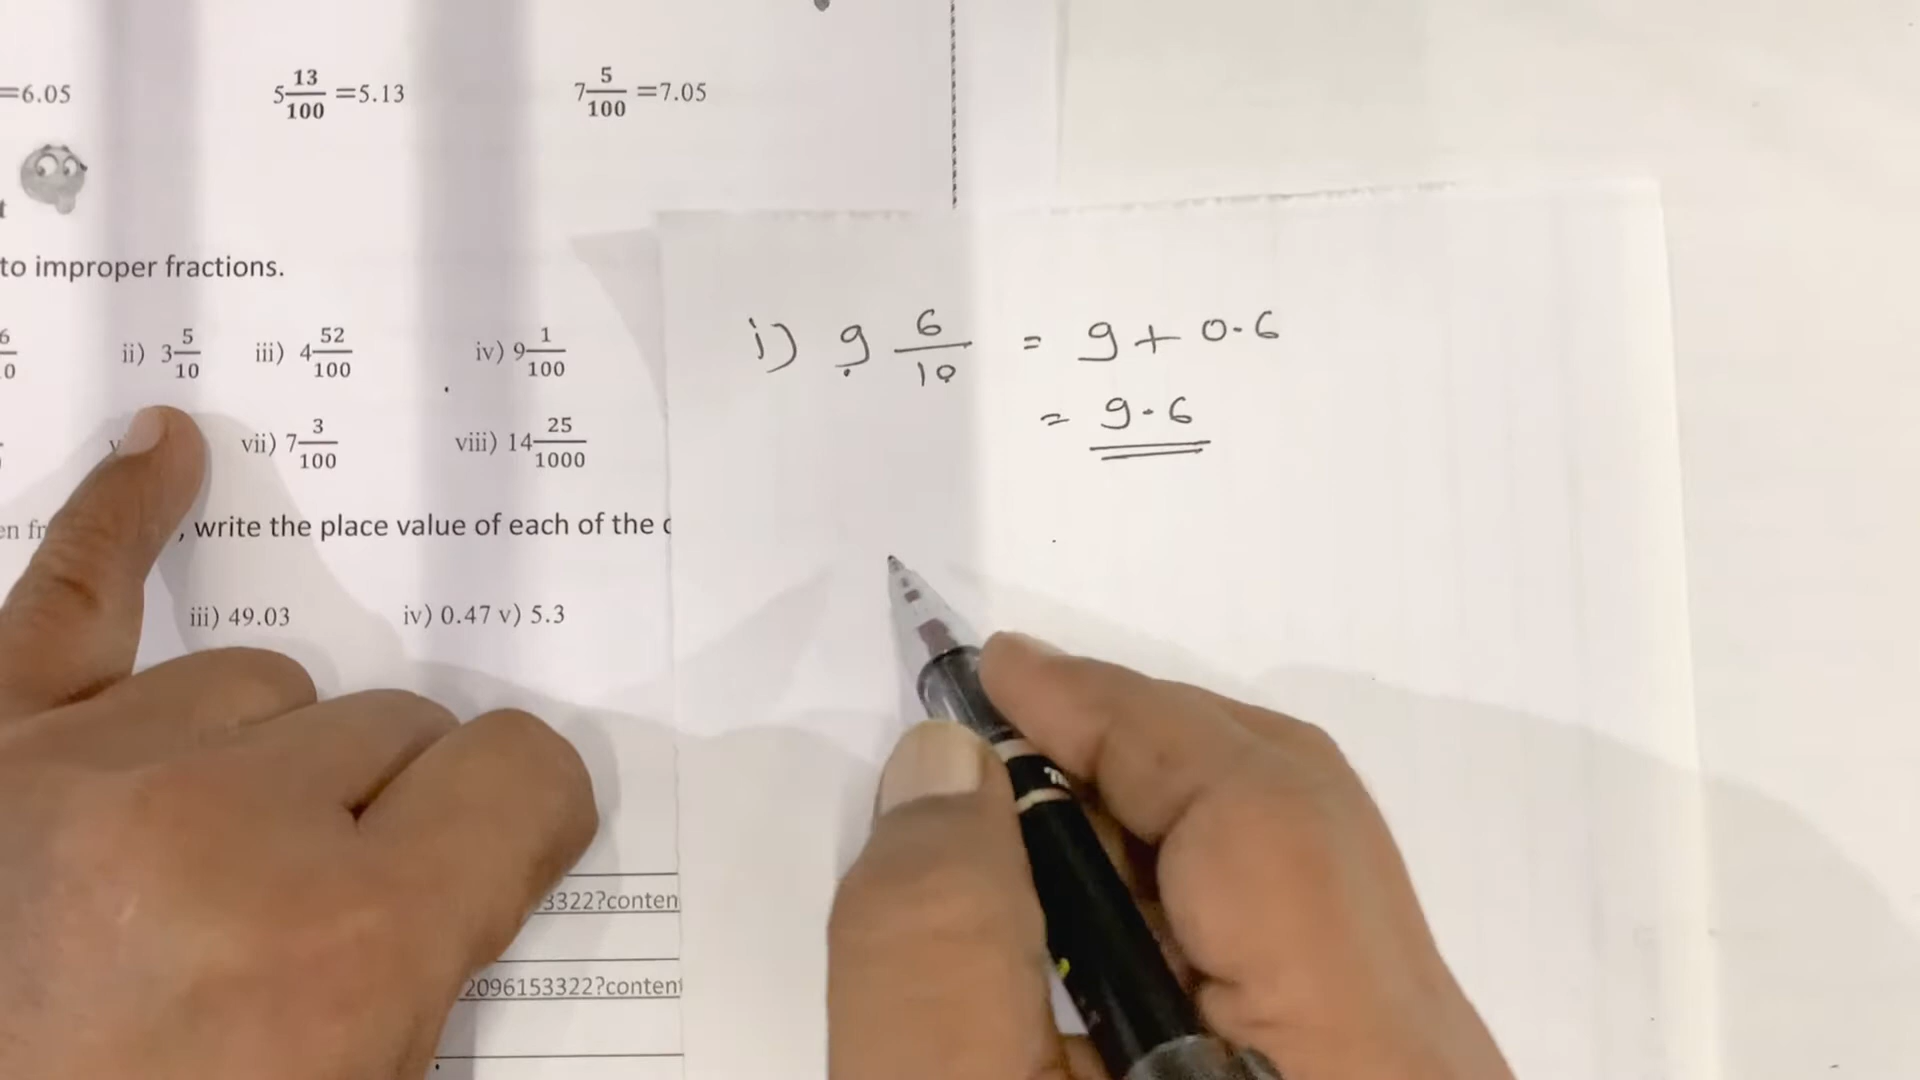 =6.05 5 13/100 =5.13 7 5/100 =7.05
to improper fractions.
ii) 3 5/10 iii) 4 52/100 iv) 9 1/100
vii) 7 3/100 viii) 14 25/1000
, write the place value of each of the
iii) 49.03 iv) 0.47 v) 5.3
3322?conten
2096153322?content
i) 9 6/10 = 9 + 0.6
= 9.6